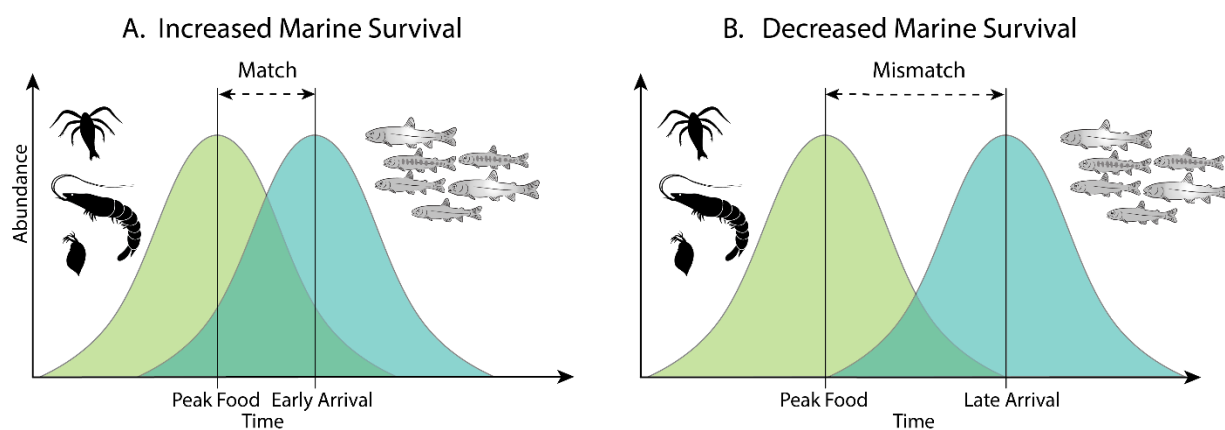 A. Increased Marine Survival
Match
Abundance
Peak Food
Early Arrival
Time
B. Decreased Marine Survival
Mismatch
Peak Food
Late Arrival
Time